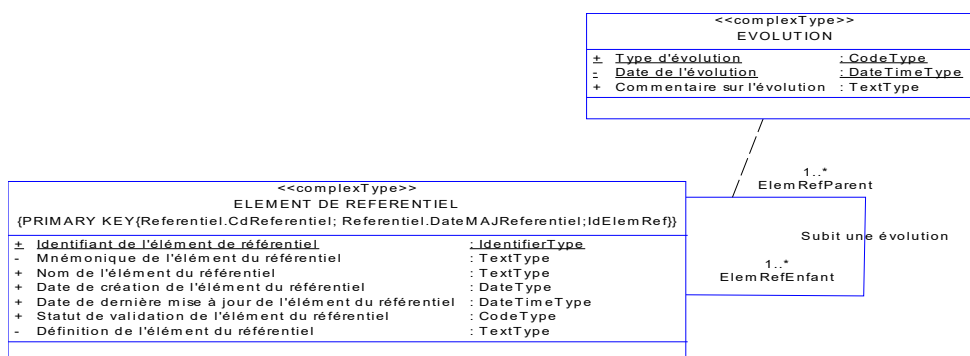 <<complexType>>
EVOLUTION
+ Type d'évolution : CodeType
- Date de l'évolution : DateTimeType
+ Commentaire sur l'évolution : TextType
1..*
ElemRefParent
Subit une évolution
1..*
ElemRefEnfant
<<complexType>>
ELEMENT DE REFERENTIEL
{PRIMARY KEY{Referentiel.CdReferentiel; Referentiel.DateMAJReferentiel;IdElemRef}}
+ Identifiant de l'élément de référentiel : IdentifierType
- Mnémonique de l'élément du référentiel : TextType
+ Nom de l'élément du référentiel : TextType
+ Date de création de l'élément du référentiel : DateType
+ Date de dernière mise à jour de l'élément du référentiel : DateTimeType
+ Statut de validation de l'élément du référentiel : CodeType
- Définition de l'élément du référentiel : TextType